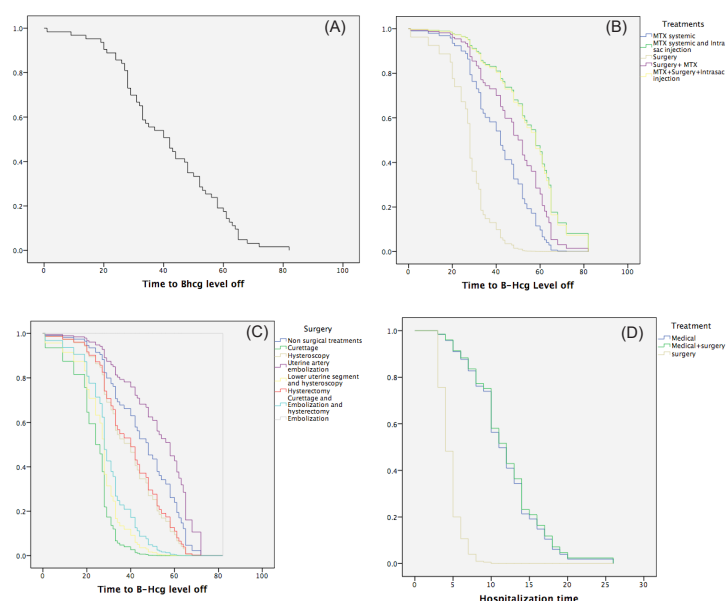 (A)
1.0
0.8
0.6
0.4
0.2
0.0
0 20 40 60 80 100
Time to Bhcg level off
(B)
1.0
0.8
0.6
0.4
0.2
0.0
0 20 40 60 80 100
Time to B-Hcg Level off
Treatments
MTX systemic
MTX systemic and Intra
sac injection
Surgery
Surgery+ MTX
MTX+Surgery+Intrasac
injection
(C)
1.0
0.8
0.6
0.4
0.2
0.0
0 20 40 60 80 100
Time to B-Hcg level off
Surgery
Non surgical treatments
Curettage
Hysteroscopy
Uterine artery
embolization
Lower uterine segment
and hysteroscopy
Hysterectomy
Curettage and
Embolization and
hysterectomy
Embolization
(D)
1.0
0.8
0.6
0.4
0.2
0.0
0 5 10 15 20 25 30
Hospitalization time
Treatment
Medical
Medical+surgery
surgery